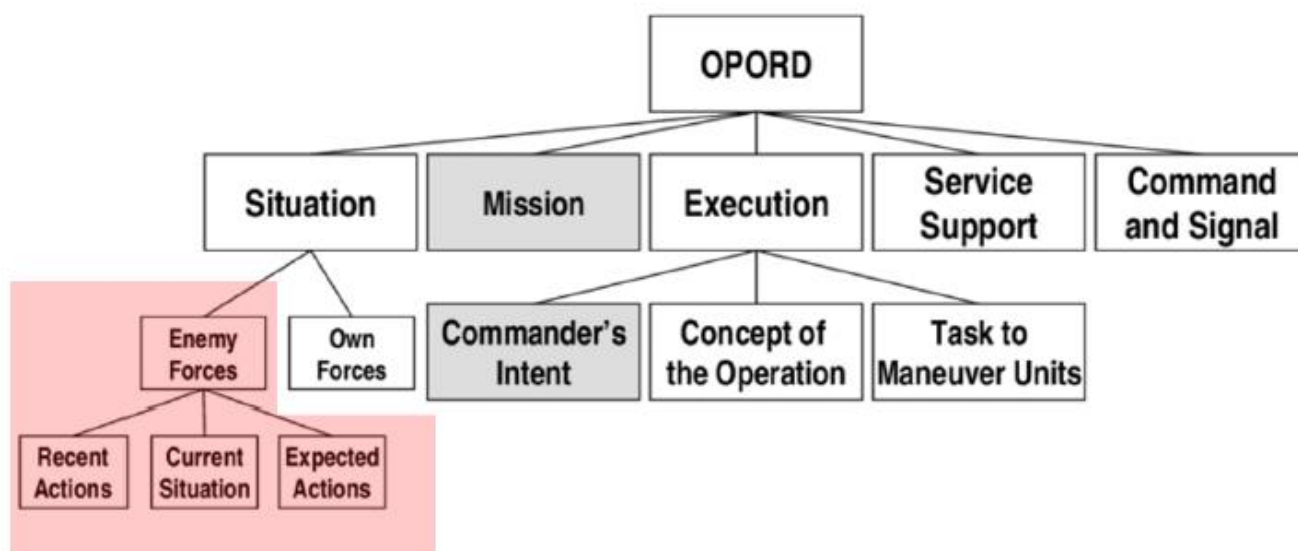 OPORD
Situation
Mission
Execution
Service
Support
Command
and Signal
Enemy
Forces
Own
Forces
Commander's
Intent
Concept of
the Operation
Task to
Maneuver Units
Recent
Actions
Current
Situation
Expected
Actions